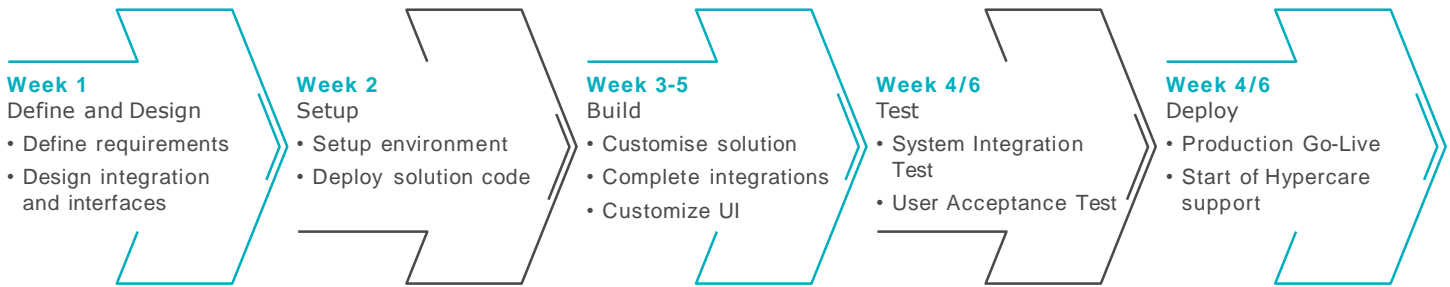 Week 1
Define and Design
• Define requirements
• Design integration
and interfaces
Week 2
Setup
• Setup environment
• Deploy solution code
Week 3-5
Build
• Customise solution
• Complete integrations
• Customize UI
Week 4/6
Test
• System Integration
Test
• User Acceptance Test
Week 4/6
Deploy
• Production Go-Live
• Start of Hypercare
support